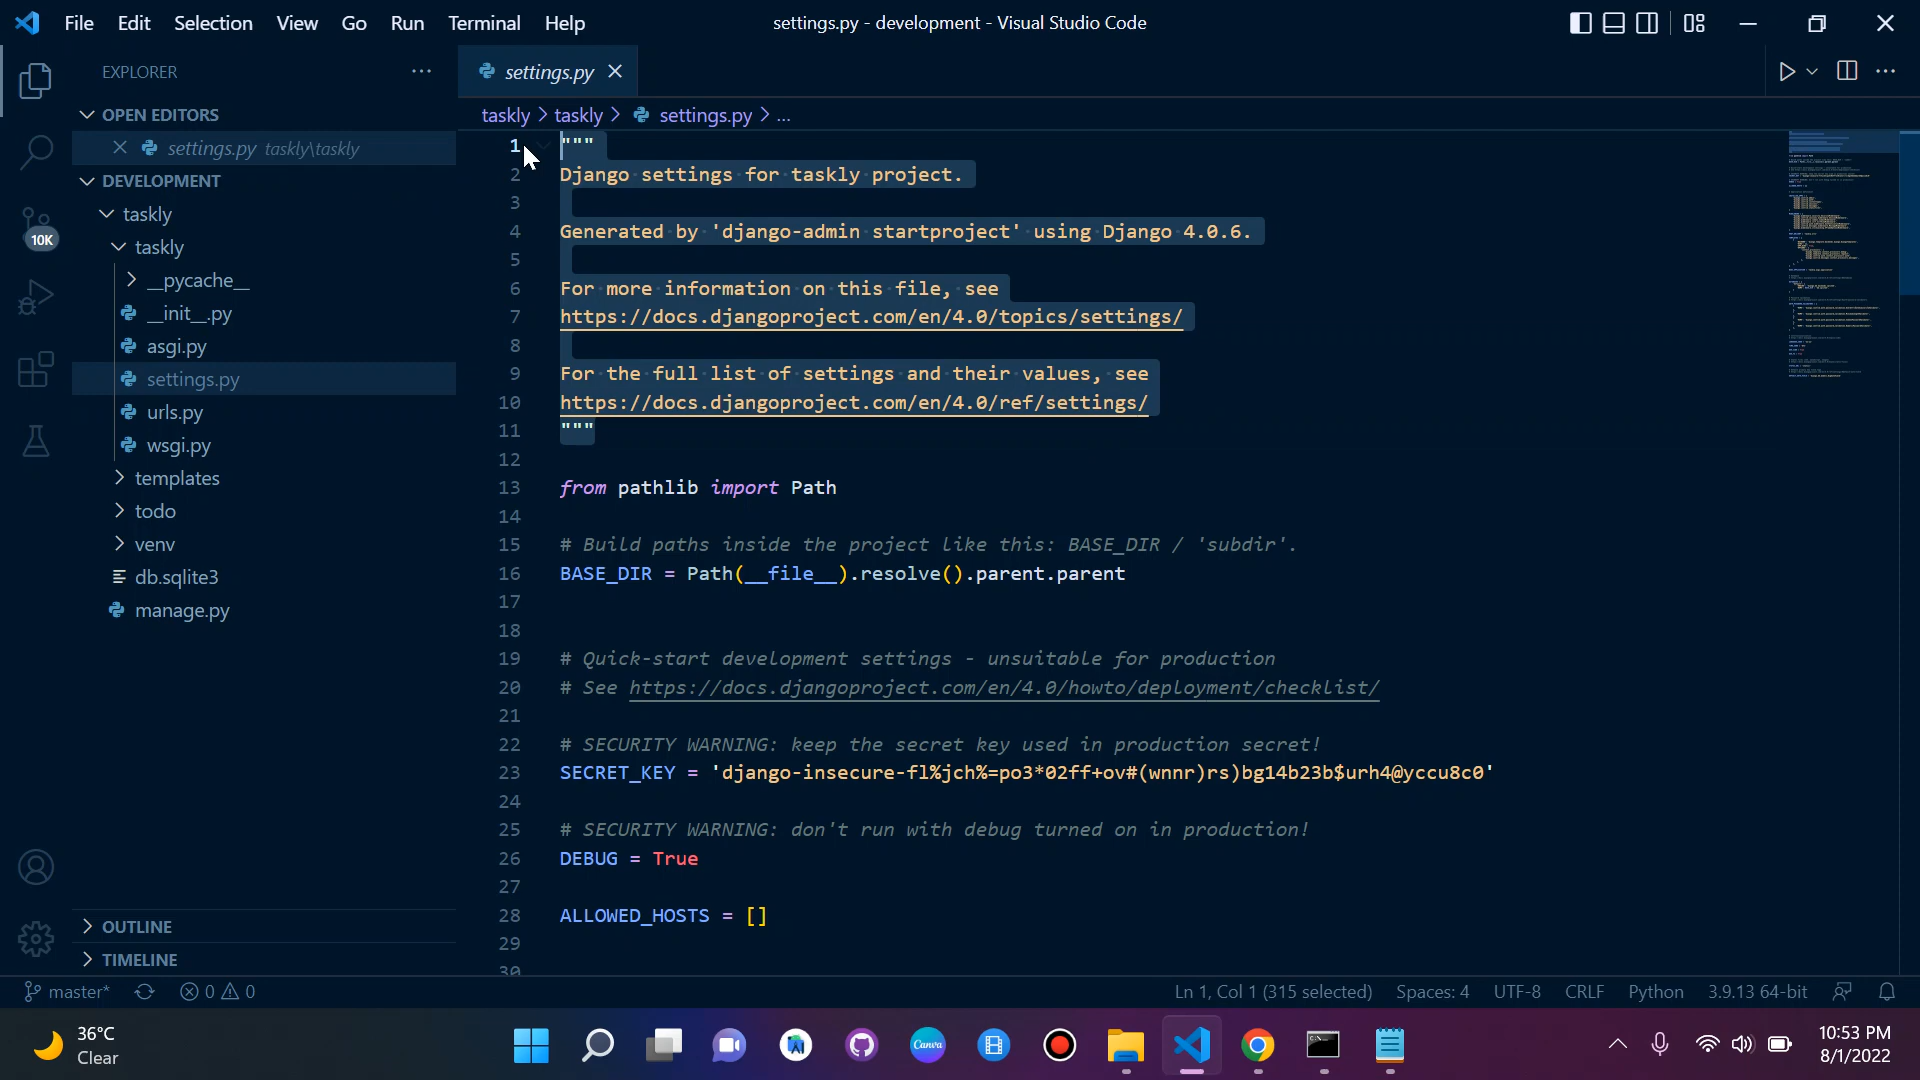 File Edit Selection View Go Run Terminal Help
settings.py - development - Visual Studio Code
EXPLORER
OPEN EDITORS
settings.py taskly\taskly
DEVELOPMENT
taskly
taskly
__pycache__
__init__.py
asgi.py
settings.py
urls.py
wsgi.py
templates
todo
venv
db.sqlite3
manage.py
OUTLINE
TIMELINE
10K
settings.py
taskly > taskly > settings.py > ...
1 """
2 Django settings for taskly project.
3
4 Generated by 'django-admin startproject' using Django 4.0.6.
5
6 For more information on this file, see
7 https://docs.djangoproject.com/en/4.0/topics/settings/
8
9 For the full list of settings and their values, see
10 https://docs.djangoproject.com/en/4.0/ref/settings/
11 """
12
13 from pathlib import Path
14
15 # Build paths inside the project like this: BASE_DIR / 'subdir'.
16 BASE_DIR = Path(__file__).resolve().parent.parent
17
18
19 # Quick-start development settings - unsuitable for production
20 # See https://docs.djangoproject.com/en/4.0/howto/deployment/checklist/
21
22 # SECURITY WARNING: keep the secret key used in production secret!
23 SECRET_KEY = 'django-insecure-fl%jch%=po3*02ff+ov#(wnnr)rs)bg14b23b$urh4@yccu8c0'
24
25 # SECURITY WARNING: don't run with debug turned on in production!
26 DEBUG = True
27
28 ALLOWED_HOSTS = []
29
30
master* 0 0
Ln 1, Col 1 (315 selected) Spaces: 4 UTF-8 CRLF Python 3.9.13 64-bit
36°C
Clear
Canva
10:53 PM
8/1/2022